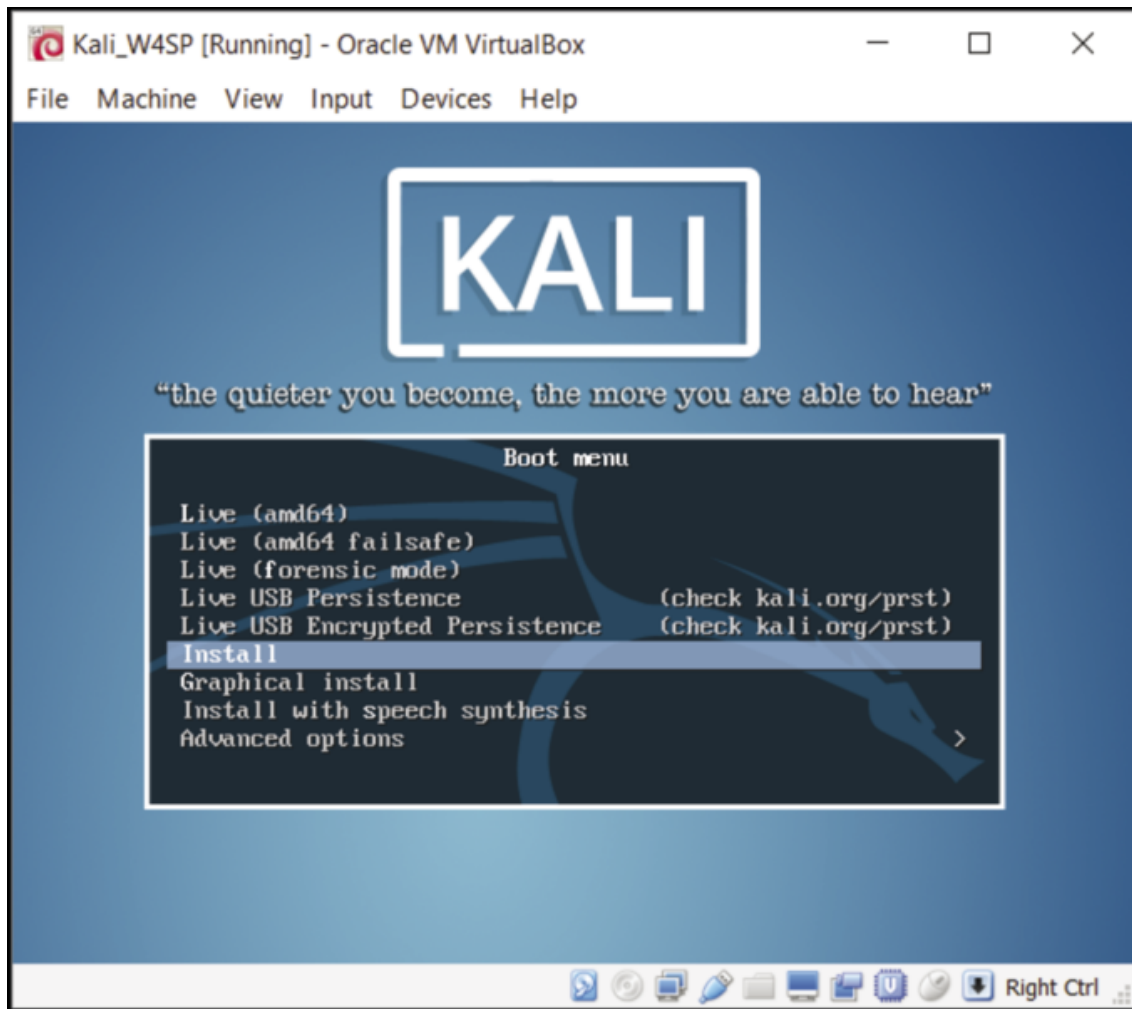 Kali_W4SP [Running] - Oracle VM VirtualBox
File Machine View Input Devices Help
KALI
“the quieter you become, the more you are able to hear”
Boot menu
Live (amd64)
Live (amd64 failsafe)
Live (forensic mode)
Live USB Persistence (check kali.org/prst)
Live USB Encrypted Persistence (check kali.org/prst)
Install
Graphical install
Install with speech synthesis
Advanced options >
Right Ctrl